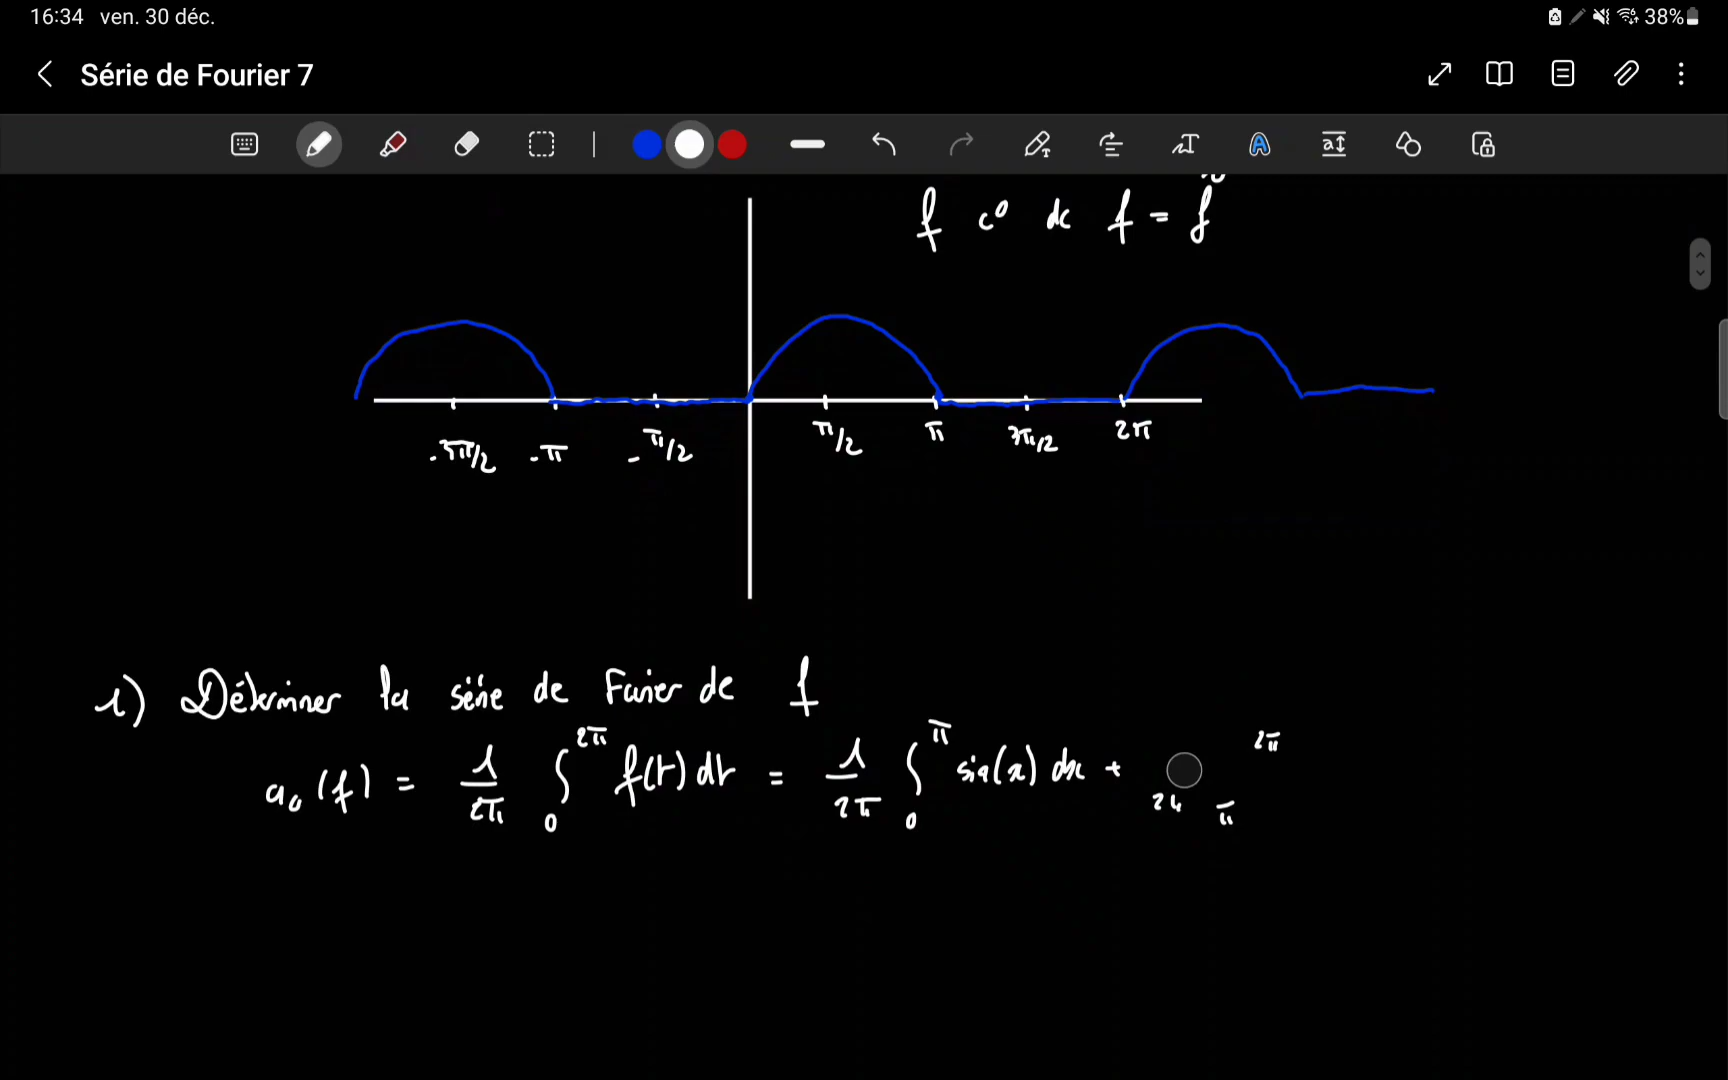 16:34 ven. 30 déc. 38%
Série de Fourier 7
f c⁰ dc f = f̃
-3π/2 -π -π/2 π/2 π 3π/2 2π
1) Déterminer la série de Fourier de f
a₀(f) = 1/2π ∫₀^2π f(t)dt = 1/2π ∫₀^π sin(x) dx + π 2π